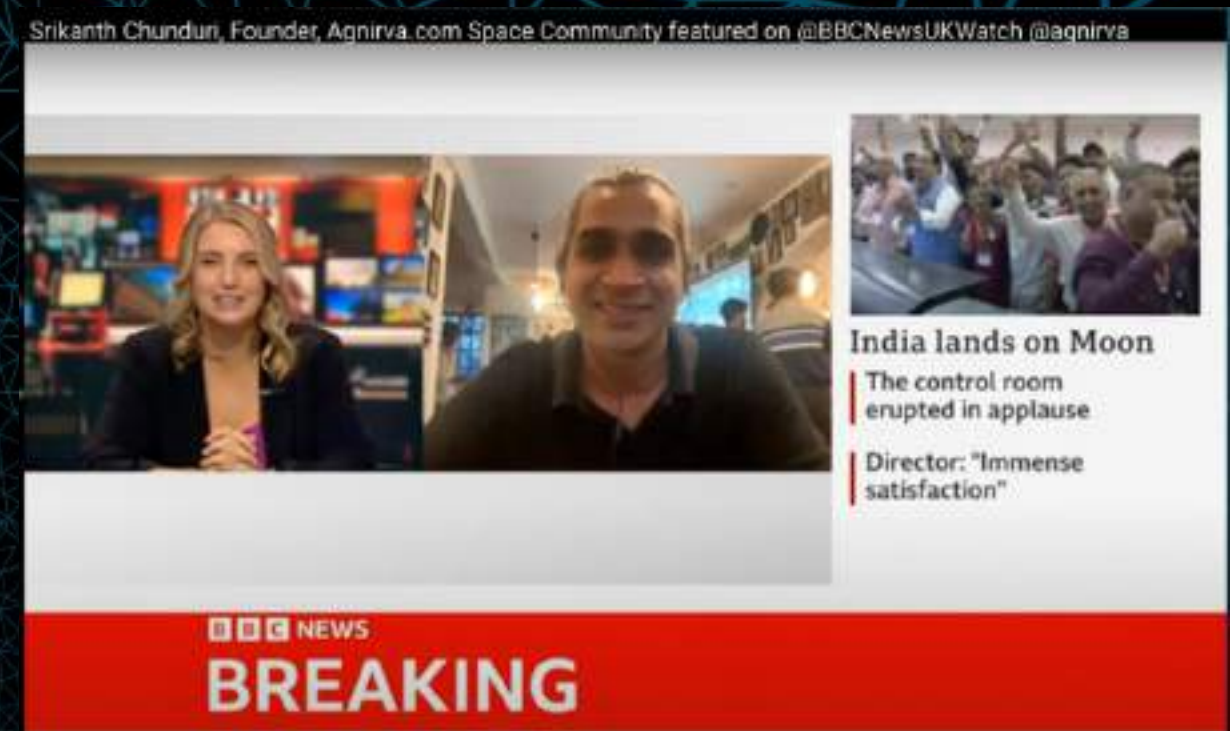 Srikanth Chunduri, Founder, Agnirva.com Space Community featured on @BBCNewsUKWatch @agnirva
India lands on Moon
The control room
erupted in applause
Director: "Immense
satisfaction"
BBC NEWS
BREAKING